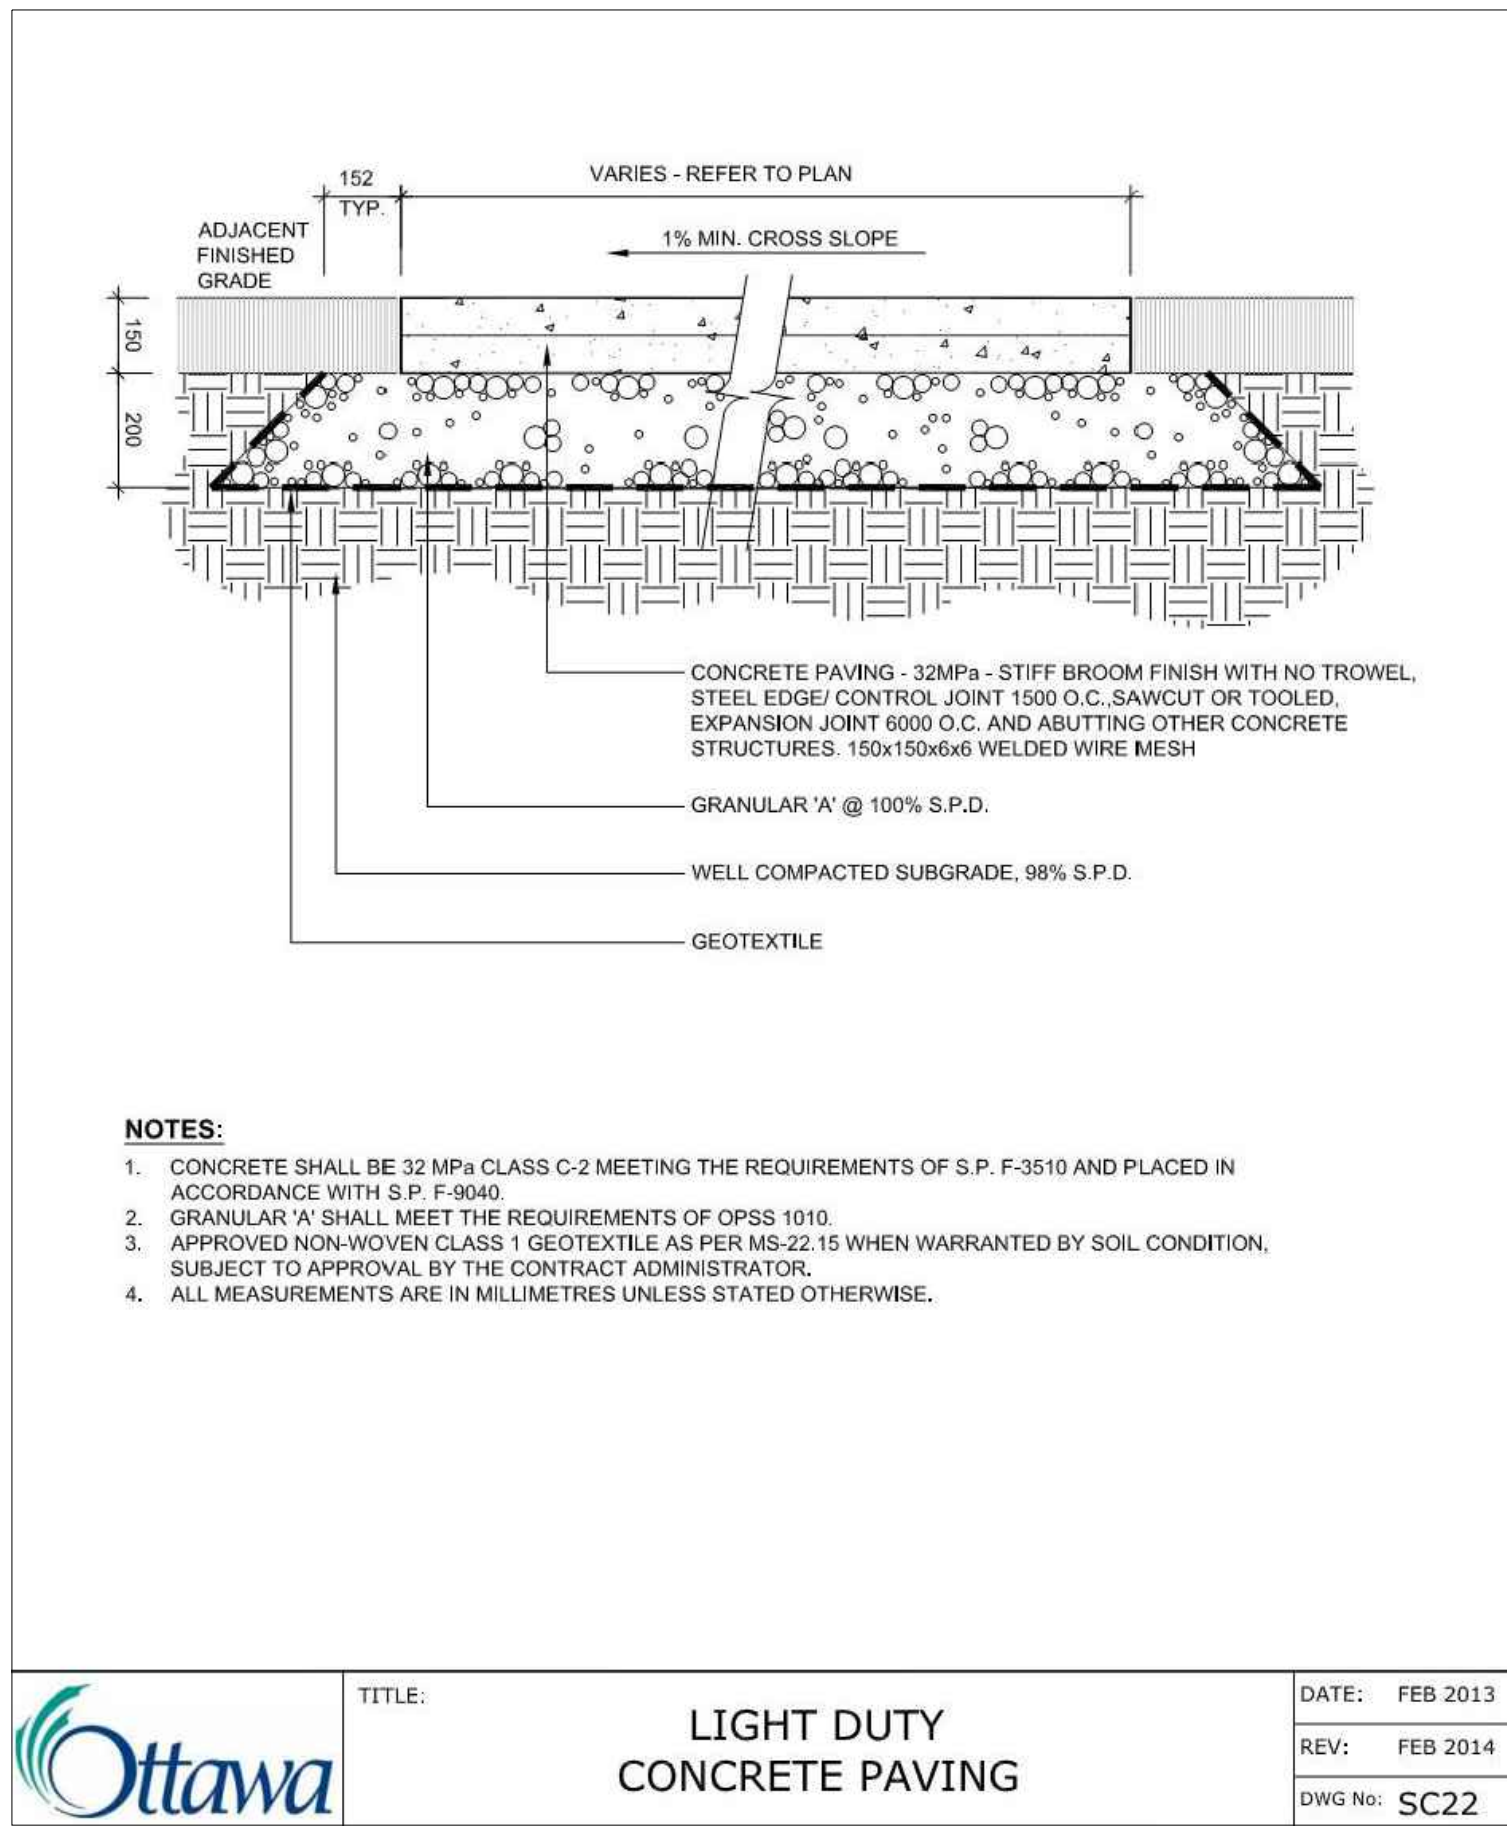 152
TYP.
VARIES - REFER TO PLAN
ADJACENT
FINISHED
GRADE
1% MIN. CROSS SLOPE
150
200
CONCRETE PAVING - 32MPa - STIFF BROOM FINISH WITH NO TROWEL,
STEEL EDGE/ CONTROL JOINT 1500 O.C.,SAWCUT OR TOOLED,
EXPANSION JOINT 6000 O.C. AND ABUTTING OTHER CONCRETE
STRUCTURES. 150x150x6x6 WELDED WIRE MESH
GRANULAR 'A' @ 100% S.P.D.
WELL COMPACTED SUBGRADE, 98% S.P.D.
GEOTEXTILE
NOTES:
1. CONCRETE SHALL BE 32 MPa CLASS C-2 MEETING THE REQUIREMENTS OF S.P. F-3510 AND PLACED IN
ACCORDANCE WITH S.P. F-9040.
2. GRANULAR 'A' SHALL MEET THE REQUIREMENTS OF OPSS 1010.
3. APPROVED NON-WOVEN CLASS 1 GEOTEXTILE AS PER MS-22.15 WHEN WARRANTED BY SOIL CONDITION,
SUBJECT TO APPROVAL BY THE CONTRACT ADMINISTRATOR.
4. ALL MEASUREMENTS ARE IN MILLIMETRES UNLESS STATED OTHERWISE.
Ottawa
TITLE:
LIGHT DUTY
CONCRETE PAVING
DATE: FEB 2013
REV: FEB 2014
DWG No: SC22